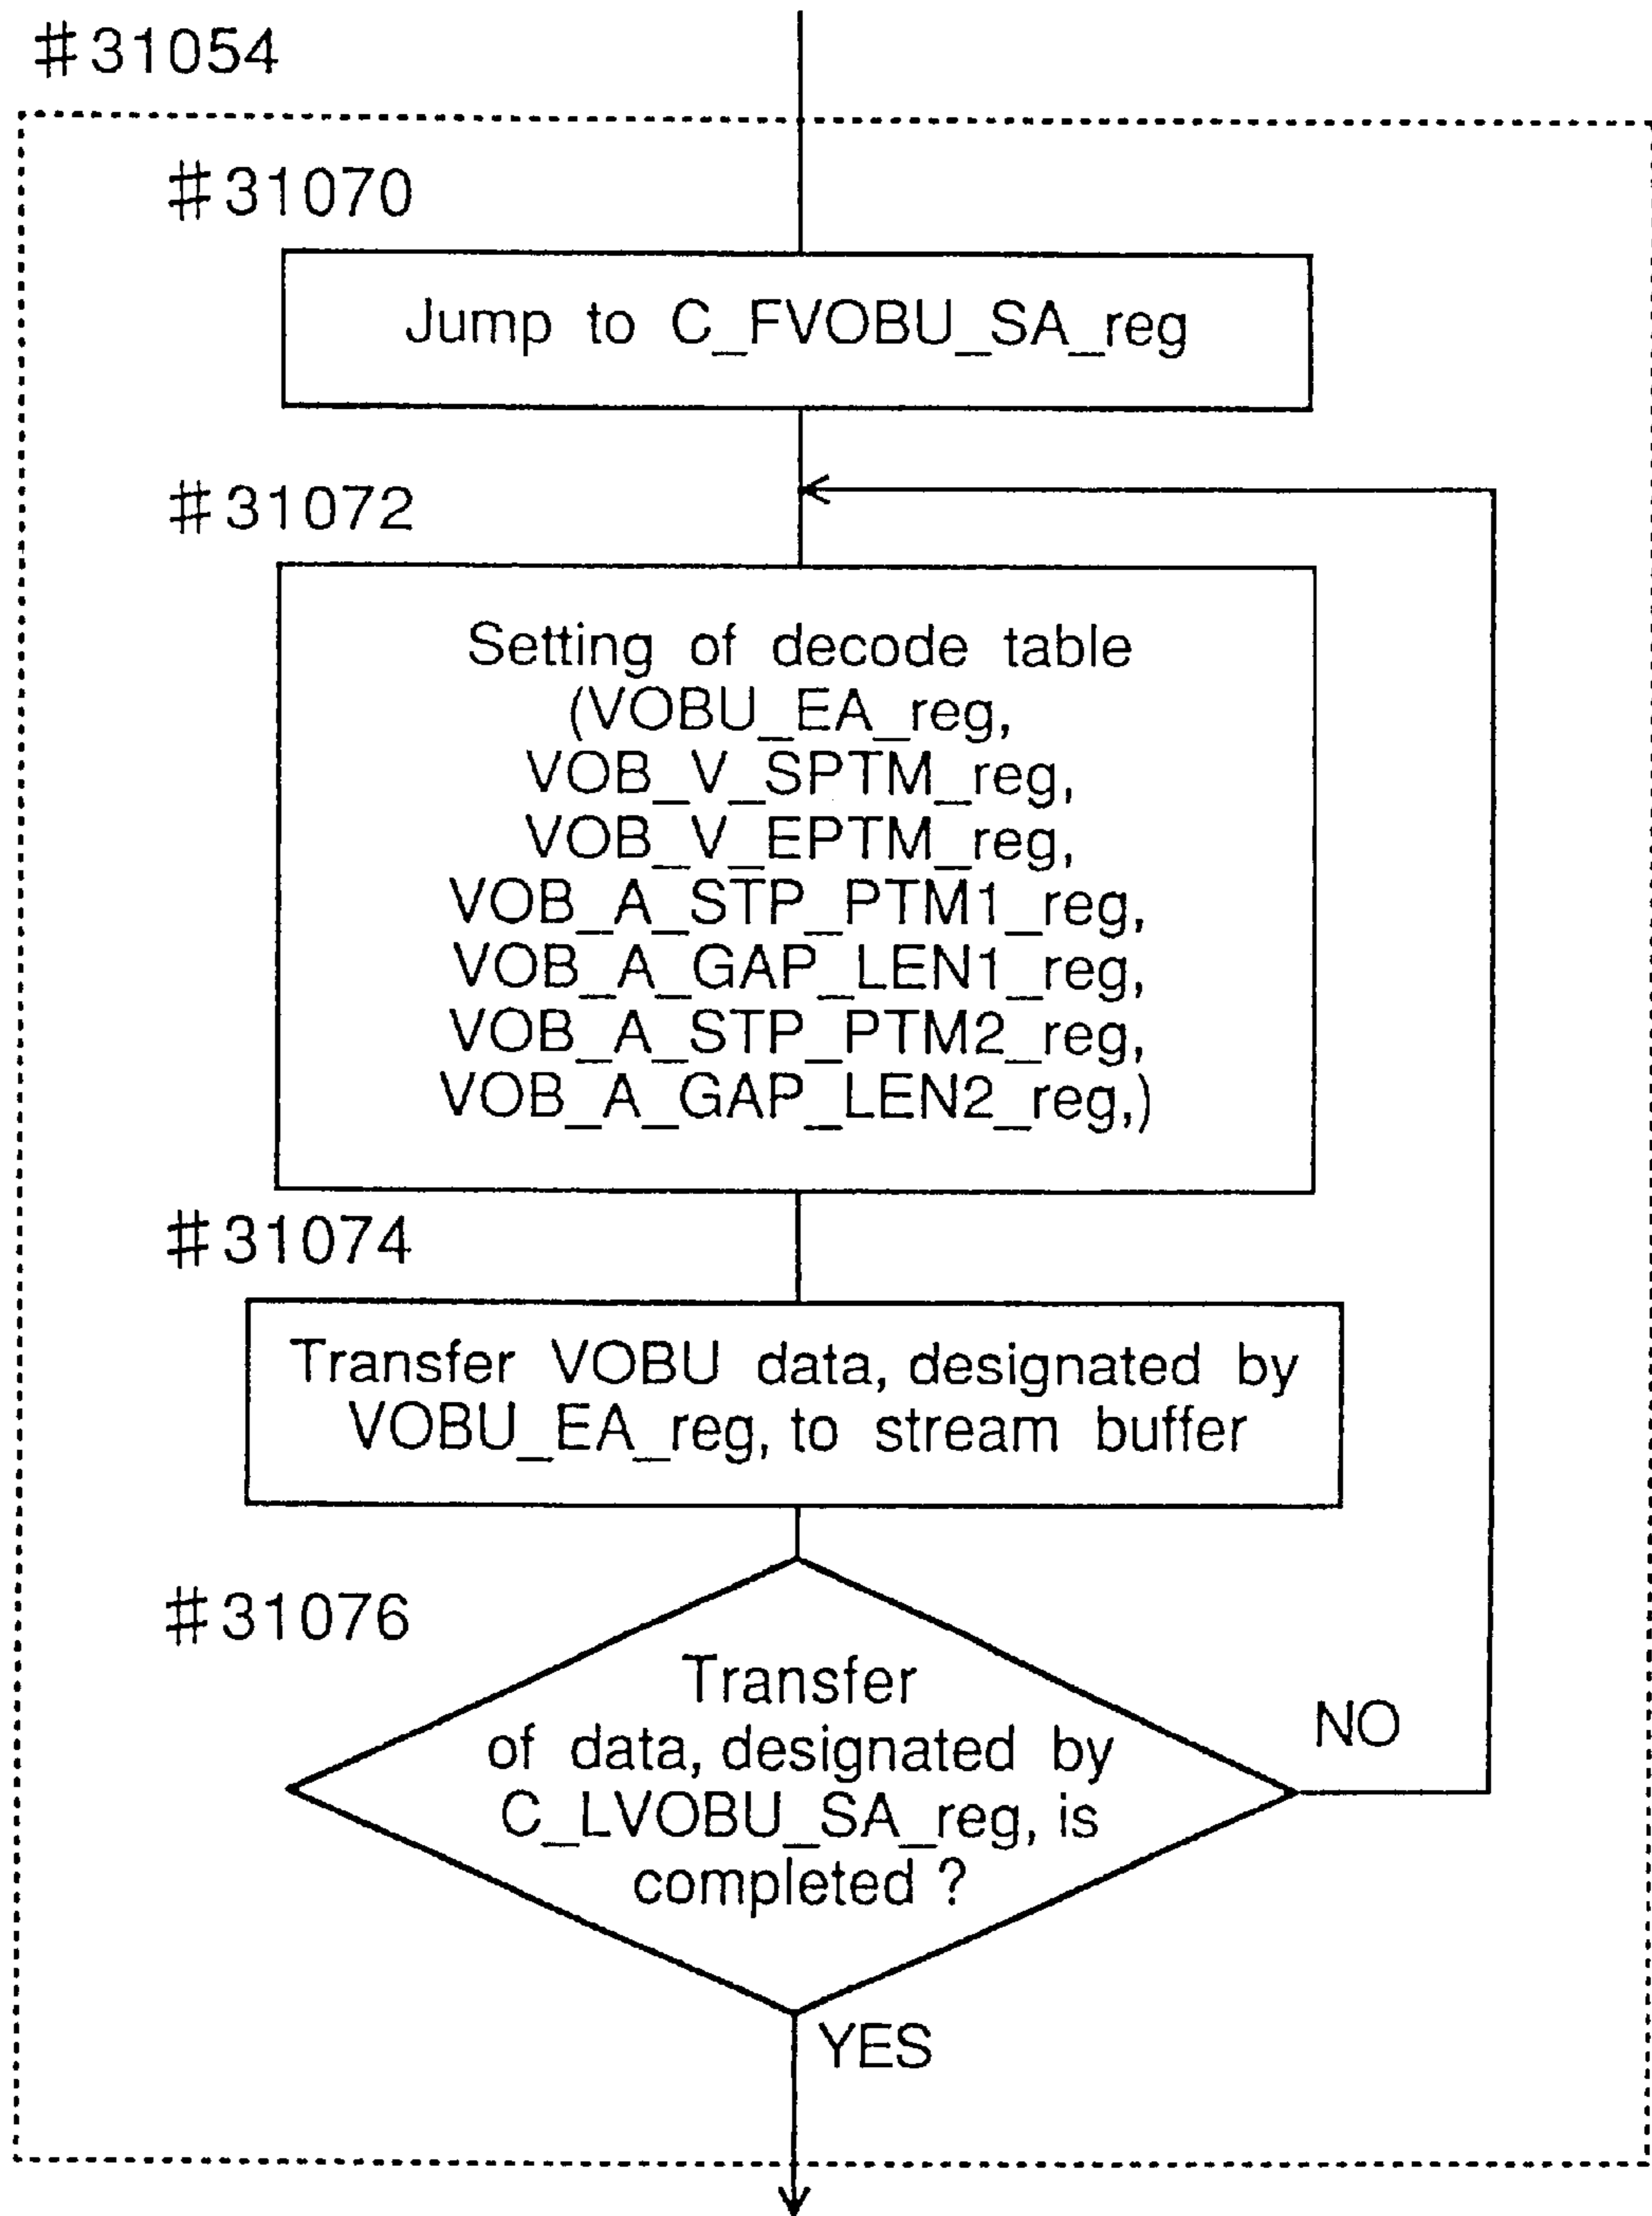 #31054
#31070
Jump to C_FVOBU_SA_reg
#31072
Setting of decode table
(VOBU_EA_reg,
VOB_V_SPTM_reg,
VOB_V_EPTM_reg,
VOB_A_STP_PTM1_reg,
VOB_A_GAP_LEN1_reg,
VOB_A_STP_PTM2_reg,
VOB_A_GAP_LEN2_reg,)
#31074
Transfer VOBU data, designated by
VOBU_EA_reg, to stream buffer
#31076
Transfer
of data, designated by
C_LVOBU_SA_reg, is
completed ?
NO
YES